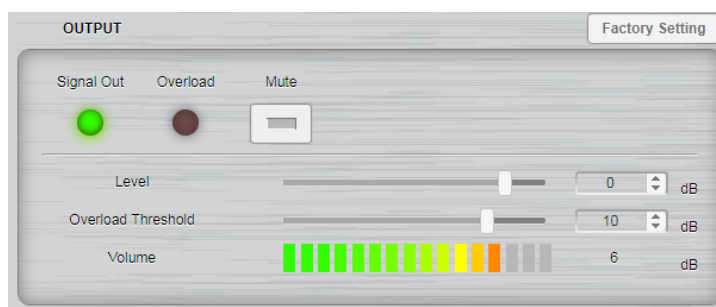 OUTPUT Factory Setting
Signal Out Overload Mute
Level 0 dB
Overload Threshold 10 dB
Volume 6 dB